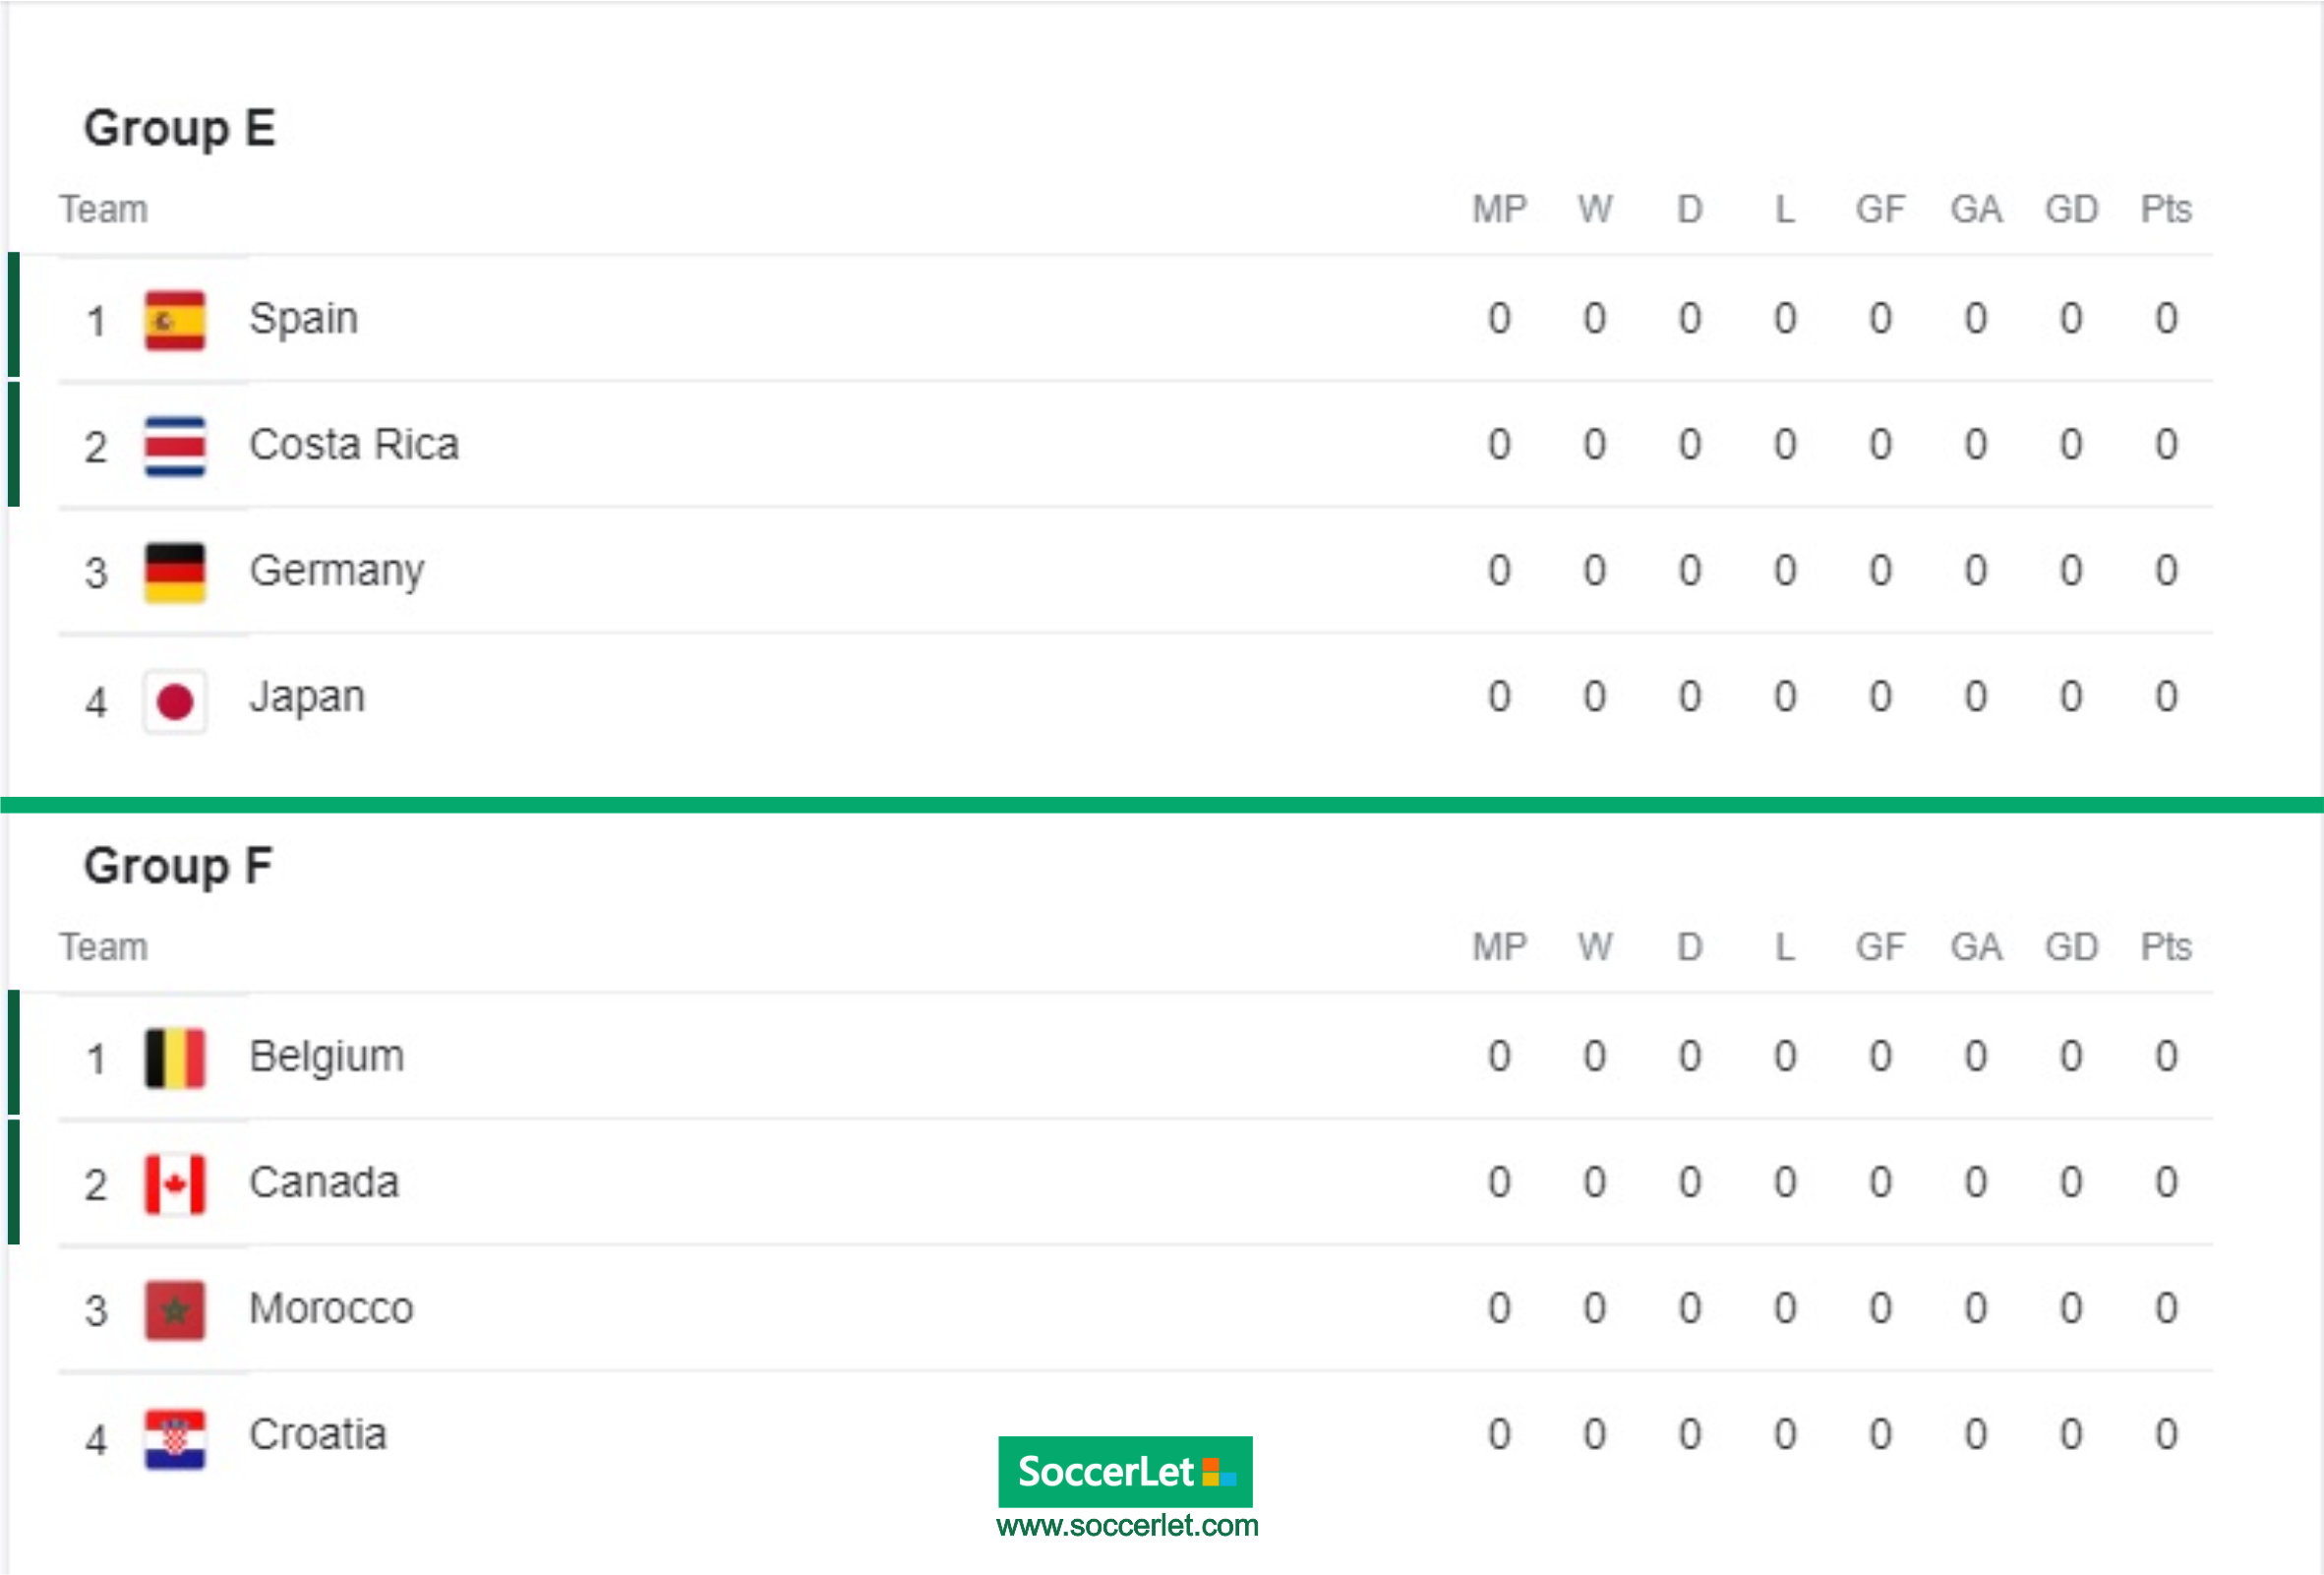 Group E
Team MP W D L GF GA GD Pts
1 Spain 0 0 0 0 0 0 0 0
2 Costa Rica 0 0 0 0 0 0 0 0
3 Germany 0 0 0 0 0 0 0 0
4 Japan 0 0 0 0 0 0 0 0
Group F
Team MP W D L GF GA GD Pts
1 Belgium 0 0 0 0 0 0 0 0
2 Canada 0 0 0 0 0 0 0 0
3 Morocco 0 0 0 0 0 0 0 0
4 Croatia 0 0 0 0 0 0 0 0
SoccerLet
www.soccerlet.com